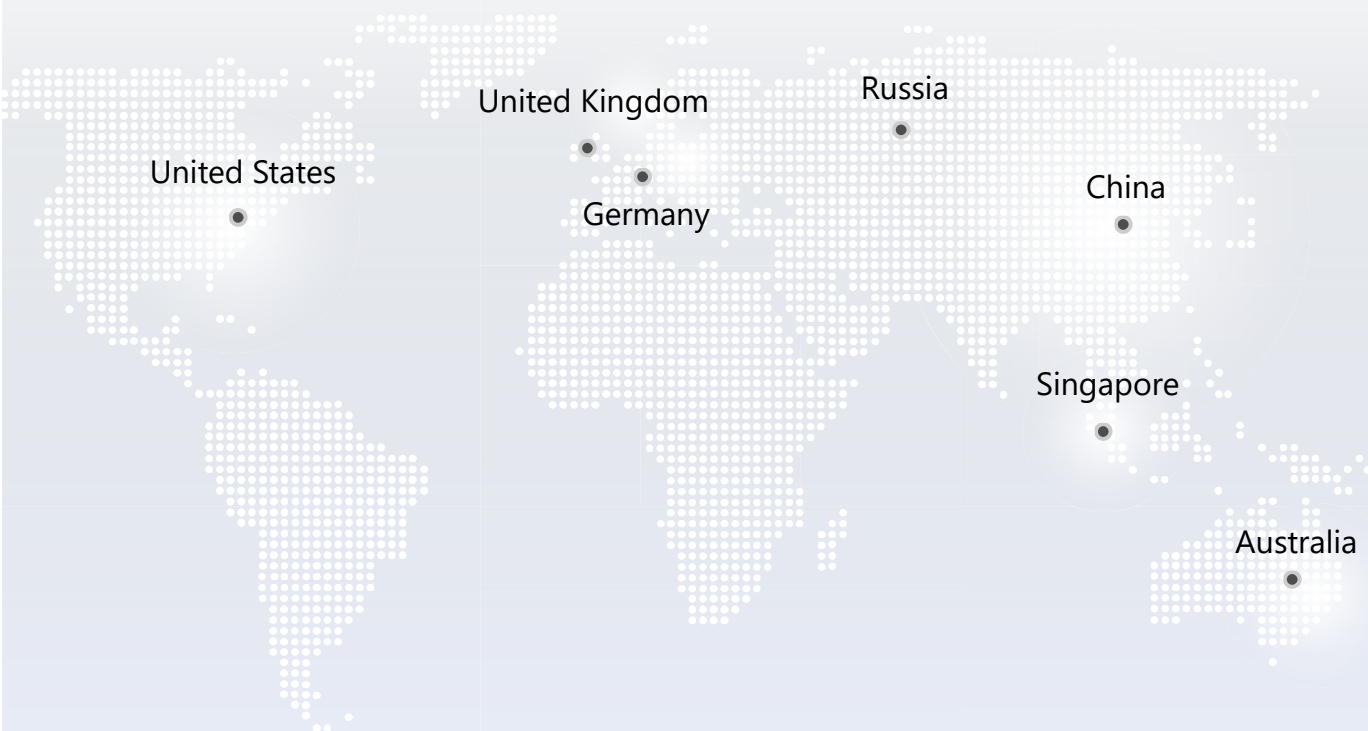 Russia
United Kingdom
United States
China
Germany
Singapore
Australia